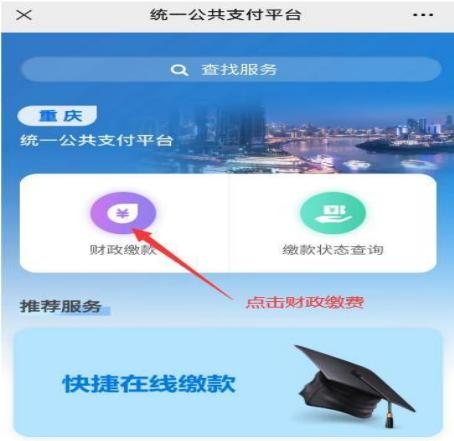 统一公共支付平台
查找服务
重庆
统一公共支付平台
财政缴款
缴款状态查询
点击财政缴费
推荐服务
快捷在线缴款